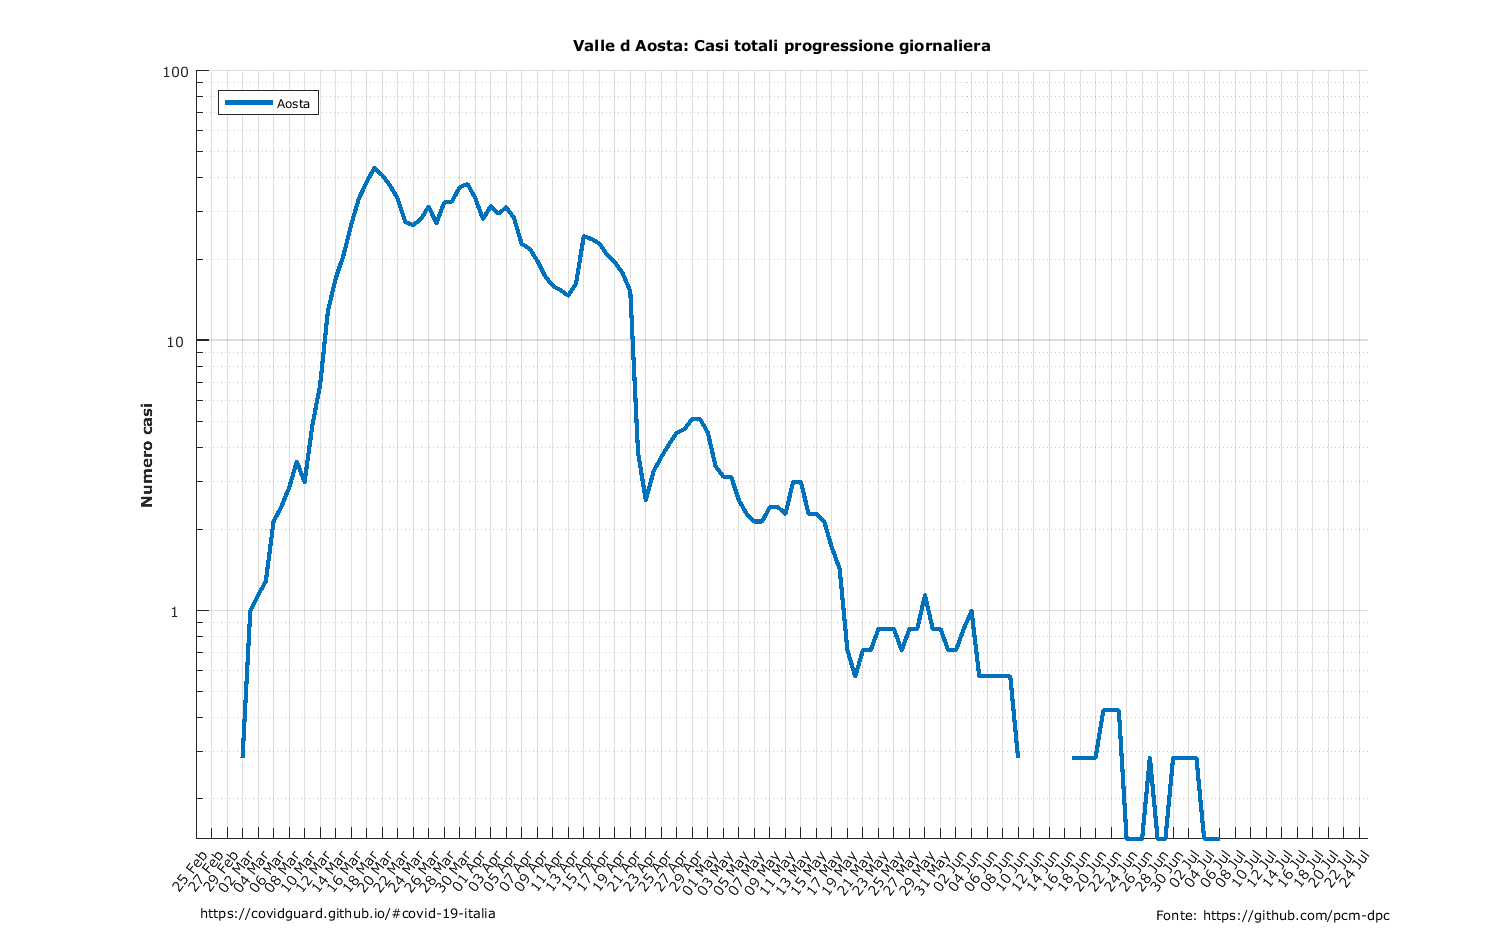 Valle d Aosta: Casi totali progressione giornaliera
100
10
1
Numero casi
Aosta
25 Feb
27 Feb
29 Feb
02 Mar
04 Mar
06 Mar
08 Mar
10 Mar
12 Mar
14 Mar
16 Mar
18 Mar
20 Mar
22 Mar
24 Mar
26 Mar
28 Mar
30 Mar
01 Apr
03 Apr
05 Apr
07 Apr
09 Apr
11 Apr
13 Apr
15 Apr
17 Apr
19 Apr
21 Apr
23 Apr
25 Apr
27 Apr
29 Apr
01 May
03 May
05 May
07 May
09 May
11 May
13 May
15 May
17 May
19 May
21 May
23 May
25 May
27 May
29 May
31 May
02 Jun
04 Jun
06 Jun
08 Jun
10 Jun
12 Jun
14 Jun
16 Jun
18 Jun
20 Jun
22 Jun
24 Jun
26 Jun
28 Jun
30 Jun
02 Jul
04 Jul
06 Jul
08 Jul
10 Jul
12 Jul
14 Jul
16 Jul
18 Jul
20 Jul
22 Jul
24 Jul
https://covidguard.github.io/#covid-19-italia
Fonte: https://github.com/pcm-dpc